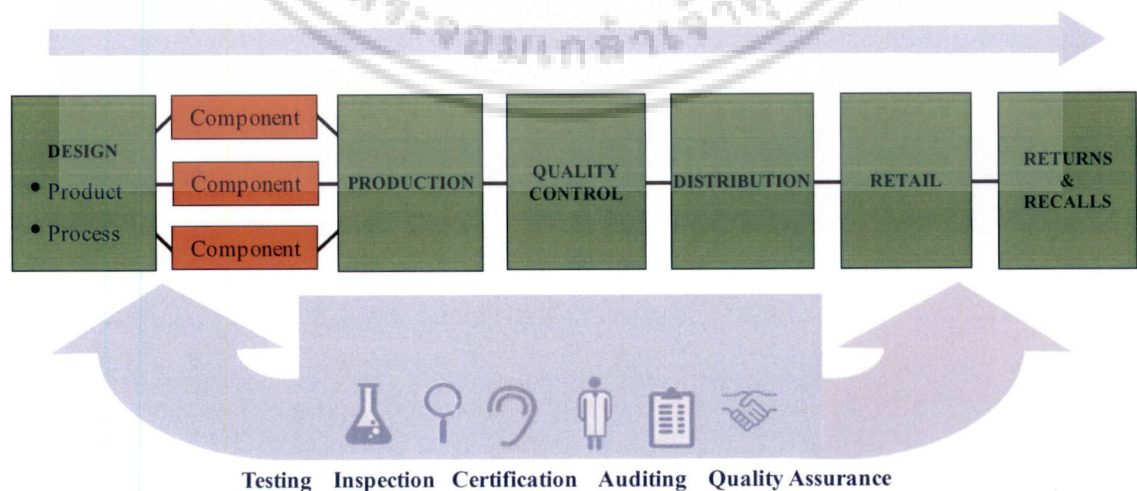 DESIGN
• Product
• Process
Component
Component
Component
PRODUCTION
QUALITY
CONTROL
DISTRIBUTION
RETAIL
RETURNS
&
RECALLS
Testing Inspection Certification Auditing Quality Assurance